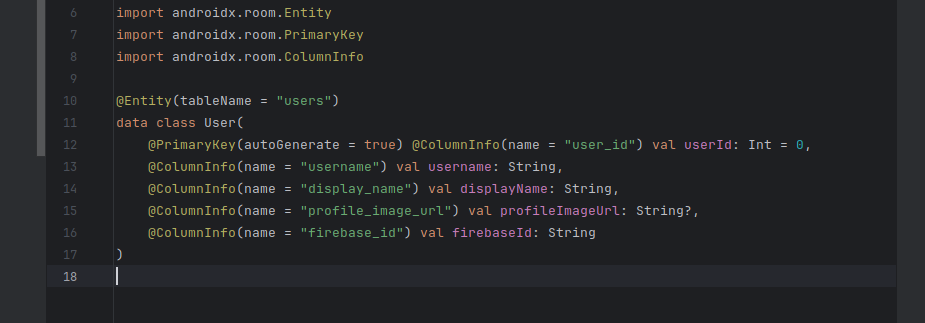 6 import androidx.room.Entity
7 import androidx.room.PrimaryKey
8 import androidx.room.ColumnInfo
9
10 @Entity(tableName = "users")
11 data class User(
12     @PrimaryKey(autoGenerate = true) @ColumnInfo(name = "user_id") val userId: Int = 0,
13     @ColumnInfo(name = "username") val username: String,
14     @ColumnInfo(name = "display_name") val displayName: String,
15     @ColumnInfo(name = "profile_image_url") val profileImageUrl: String?,
16     @ColumnInfo(name = "firebase_id") val firebaseId: String
17 )
18